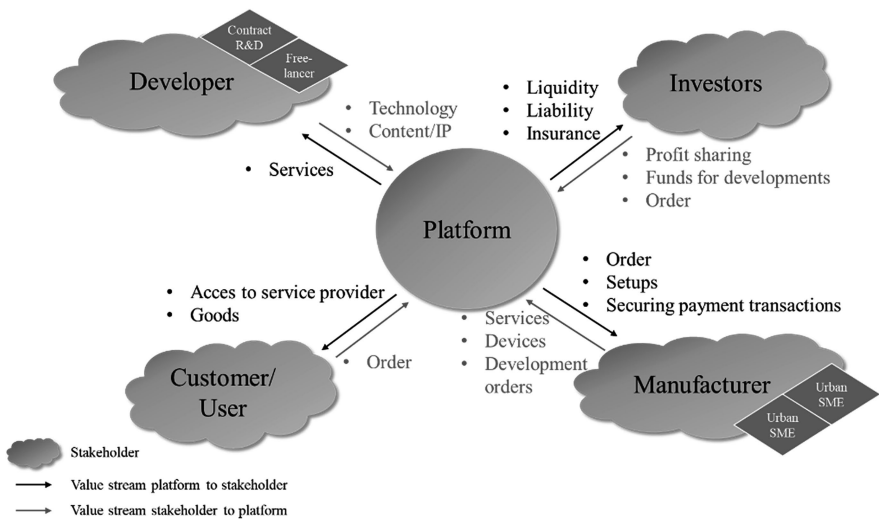 Contract
R&D
Free-
lancer
Developer
• Technology
• Content/IP
• Services
• Liquidity
• Liability
• Insurance
Investors
• Profit sharing
• Funds for developments
• Order
Platform
• Acces to service provider
• Goods
• Order
Customer/
User
• Order
• Setups
• Securing payment transactions
• Services
• Devices
• Development
orders
Manufacturer
Urban
SME
Urban
SME
Stakeholder
Value stream platform to stakeholder
Value stream stakeholder to platform